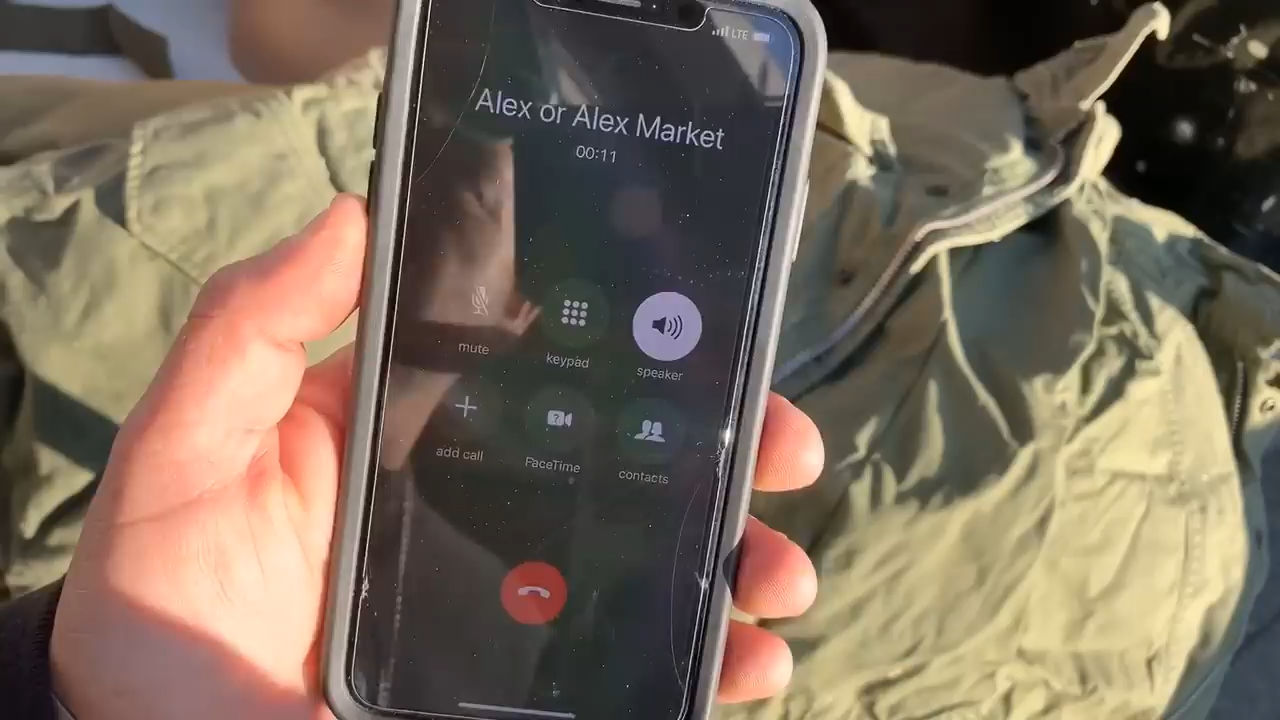 LTE
Alex or Alex Market
00:11
mute
keypad
speaker
add call
FaceTime
contacts